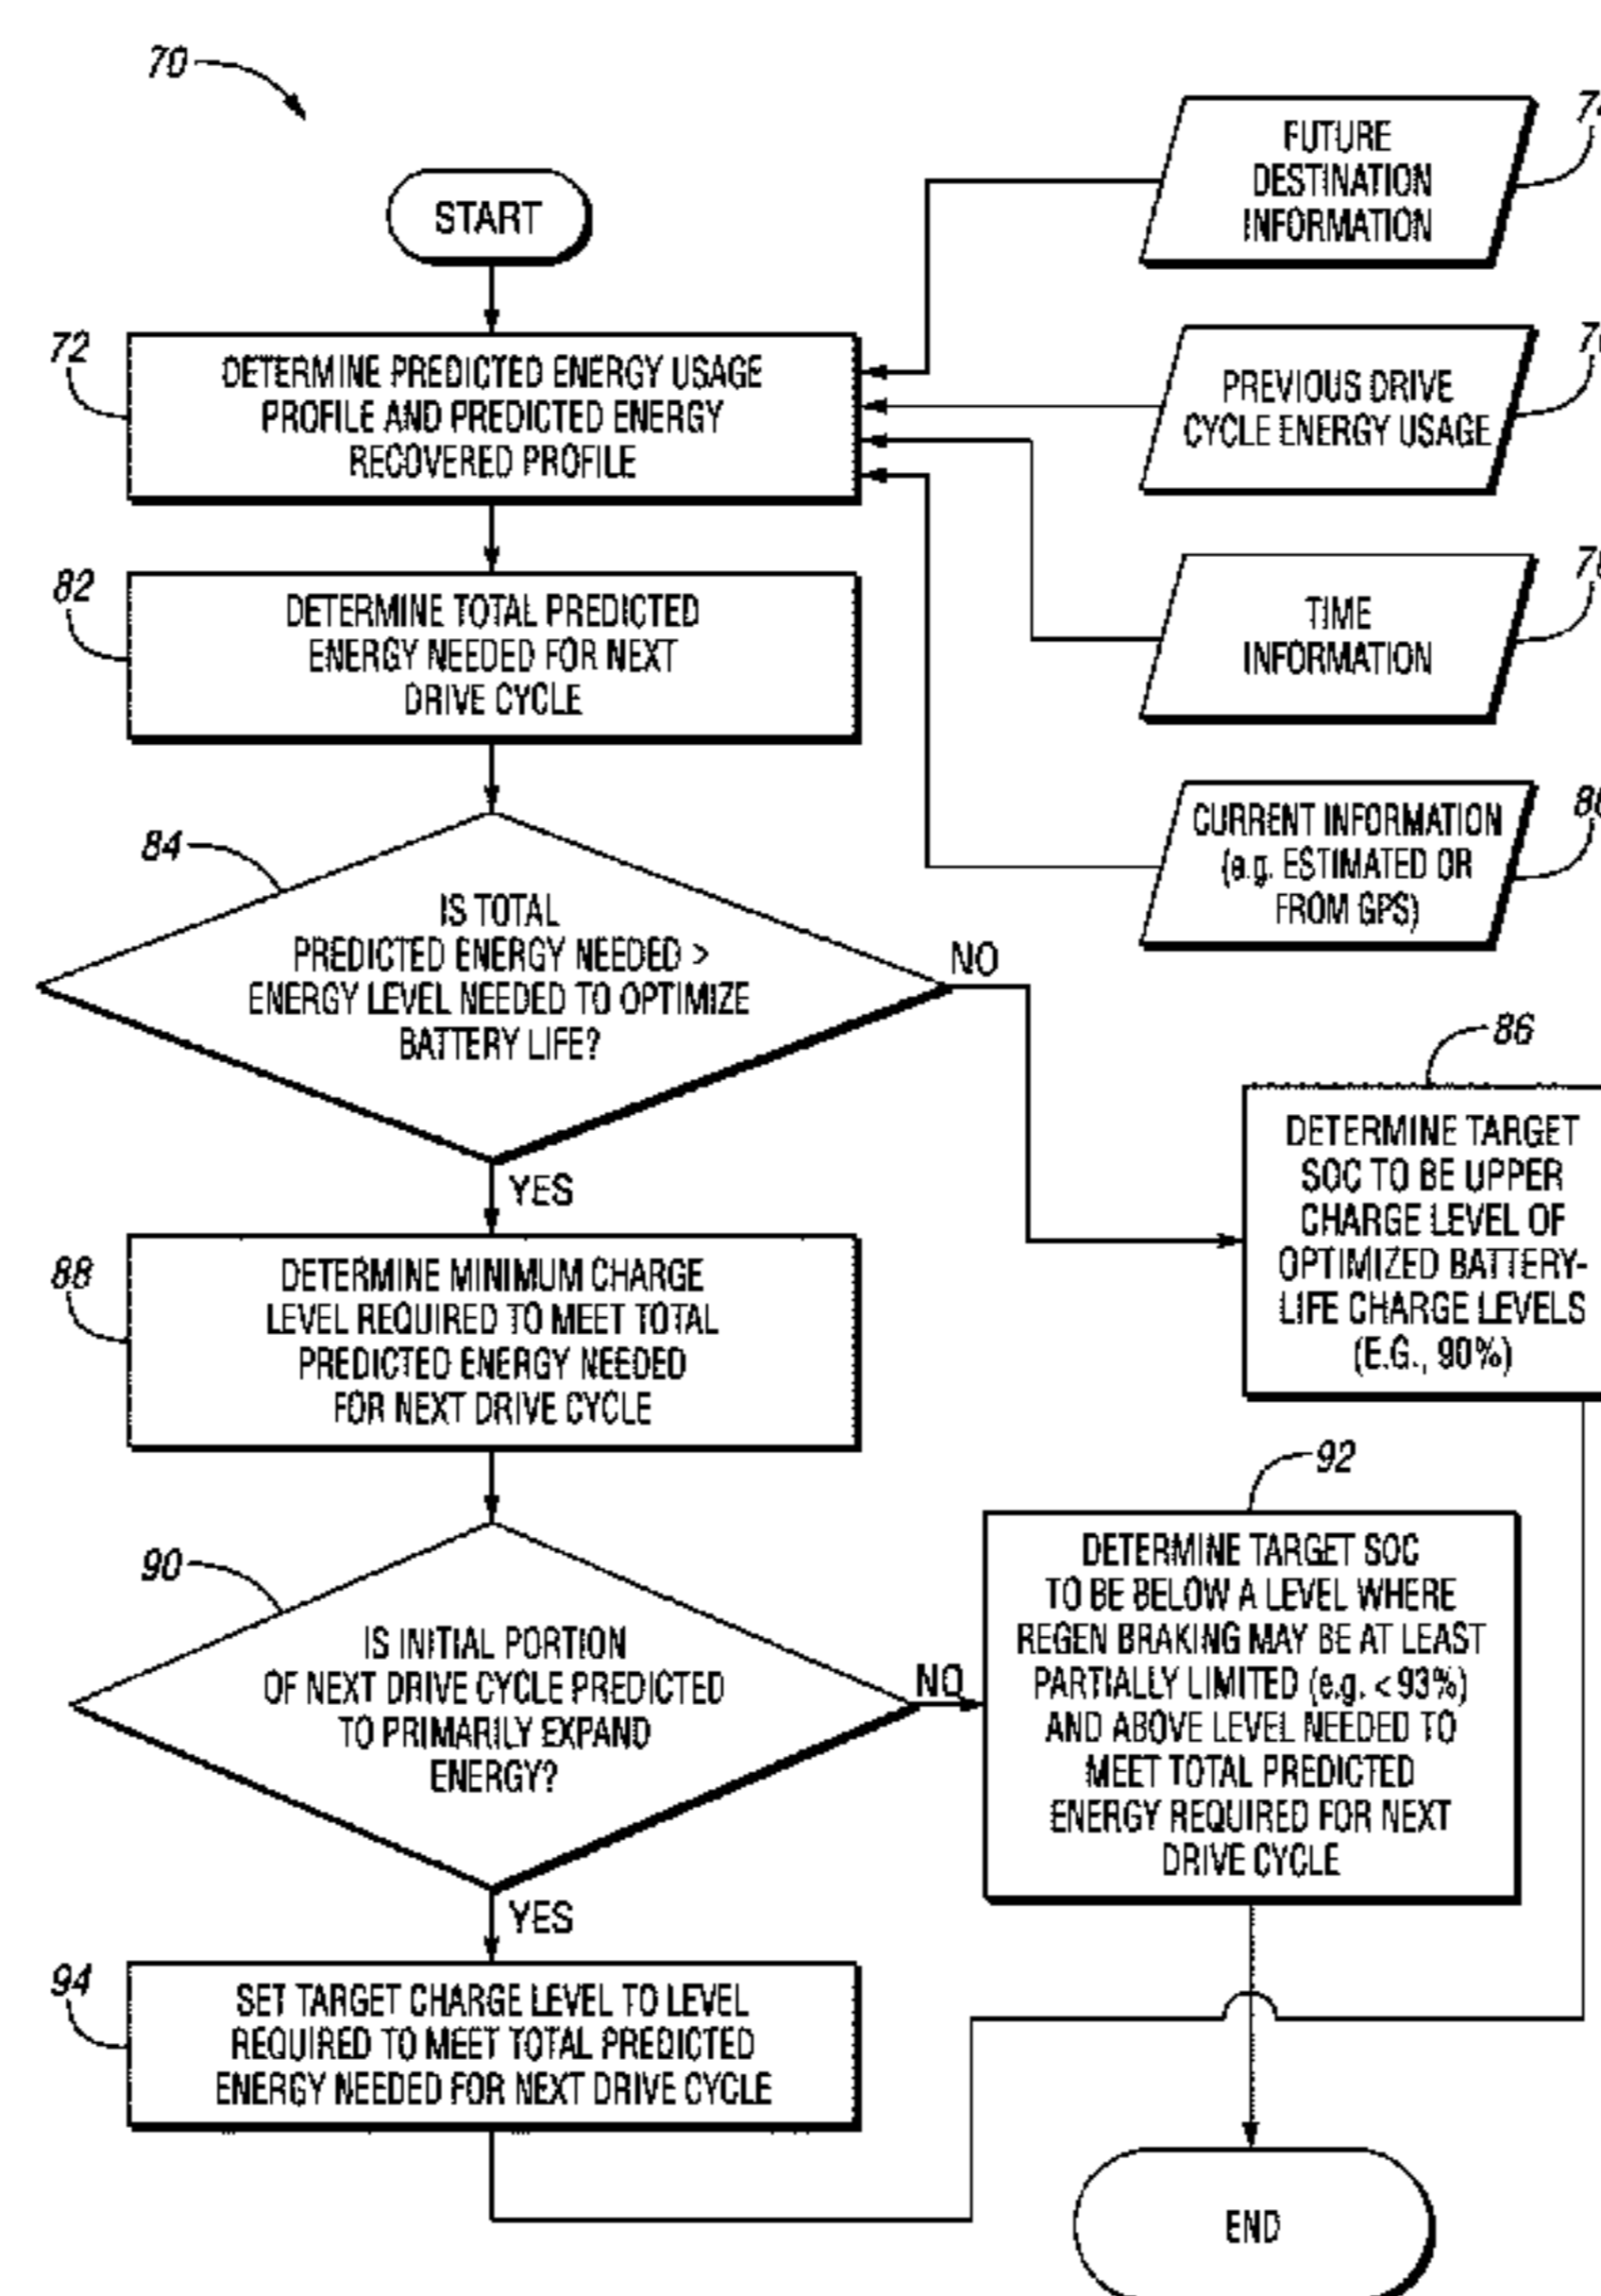 70
START
FUTURE
DESTINATION
INFORMATION
72
DETERMINE PREDICTED ENERGY USAGE
PROFILE AND PREDICTED ENERGY
RECOVERED PROFILE
PREVIOUS DRIVE
CYCLE ENERGY USAGE
82
DETERMINE TOTAL PREDICTED
ENERGY NEEDED FOR NEXT
DRIVE CYCLE
TIME
INFORMATION
CURRENT INFORMATION
(e.g. ESTIMATED OR
FROM GPS)
84
IS TOTAL
PREDICTED ENERGY NEEDED >
ENERGY LEVEL NEEDED TO OPTIMIZE
BATTERY LIFE?
NO
YES
86
DETERMINE TARGET
SOC TO BE UPPER
CHARGE LEVEL OF
OPTIMIZED BATTERY-
LIFE CHARGE LEVELS
(E.G., 90%)
88
DETERMINE MINIMUM CHARGE
LEVEL REQUIRED TO MEET TOTAL
PREDICTED ENERGY NEEDED
FOR NEXT DRIVE CYCLE
90
IS INITIAL PORTION
OF NEXT DRIVE CYCLE PREDICTED
TO PRIMARILY EXPAND
ENERGY?
NO
YES
92
DETERMINE TARGET SOC
TO BE BELOW A LEVEL WHERE
REGEN BRAKING MAY BE AT LEAST
PARTIALLY LIMITED (e.g. < 93%)
AND ABOVE LEVEL NEEDED TO
MEET TOTAL PREDICTED
ENERGY REQUIRED FOR NEXT
DRIVE CYCLE
94
SET TARGET CHARGE LEVEL TO LEVEL
REQUIRED TO MEET TOTAL PREDICTED
ENERGY NEEDED FOR NEXT DRIVE CYCLE
END